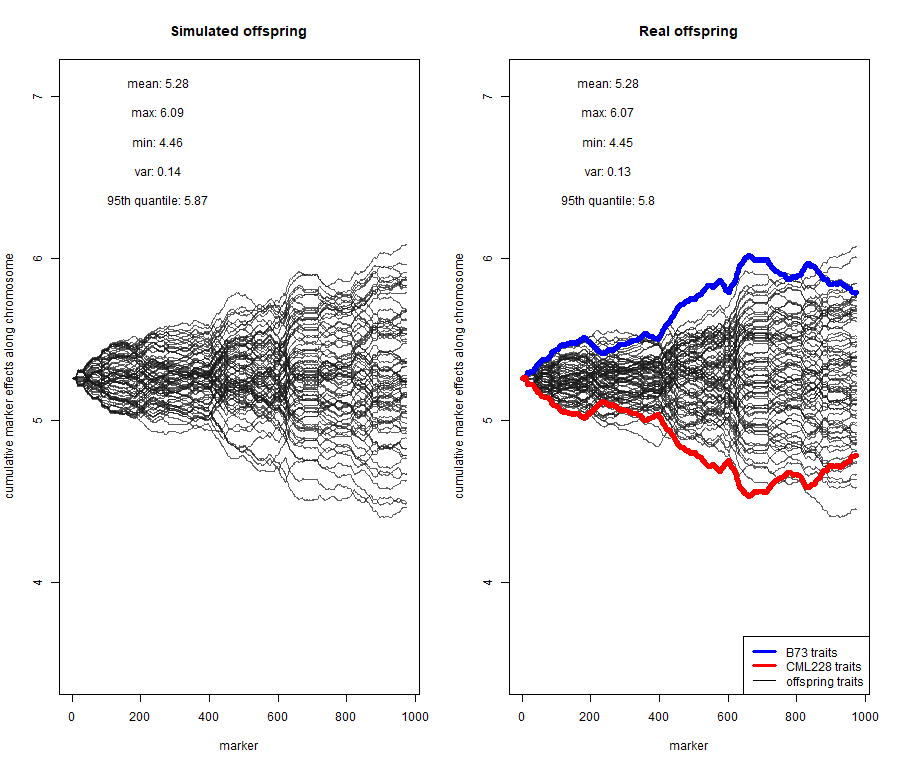 Simulated offspring
mean: 5.28
max: 6.09
min: 4.46
var: 0.14
95th quantile: 5.87
cumulative marker effects along chromosome
7
6
5
4
0 200 400 600 800 1000
marker
Real offspring
mean: 5.28
max: 6.07
min: 4.45
var: 0.13
95th quantile: 5.8
cumulative marker effects along chromosome
7
6
5
4
B73 traits
CML228 traits
offspring traits
0 200 400 600 800 1000
marker